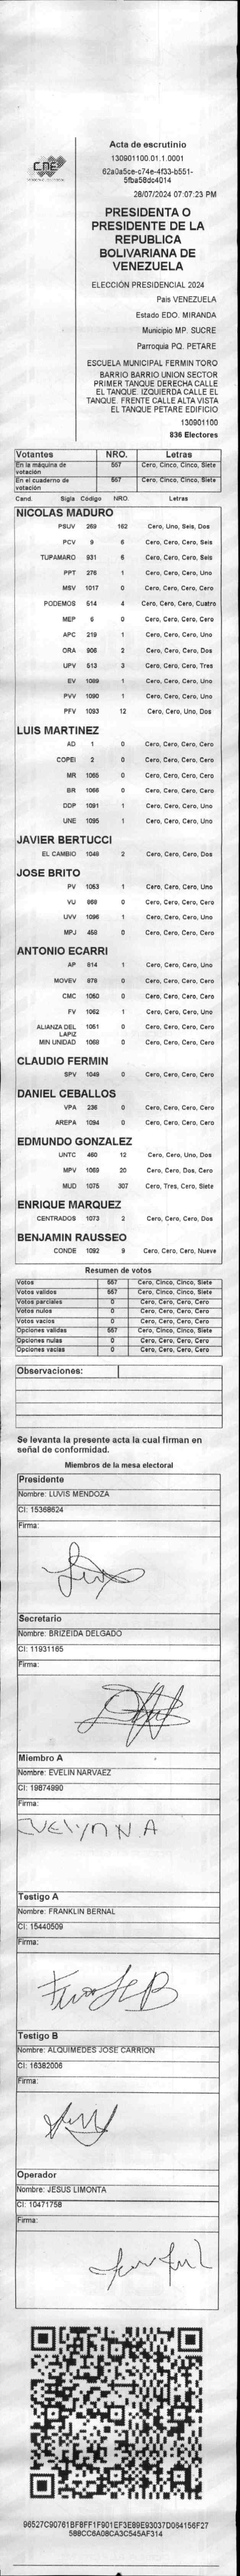 CNE
Acta de escrutinio
130901100.01.1.0001
62a0a5ce-c74e-4f33-b551-
5fba58dc4014
28/07/2024 07:07:23 PM
PRESIDENTA O
PRESIDENTE DE LA
REPUBLICA
BOLIVARIANA DE
VENEZUELA
ELECCIÓN PRESIDENCIAL 2024
Pais VENEZUELA
Estado EDO. MIRANDA
Municipio MP. SUCRE
Parroquia PQ. PETARE
ESCUELA MUNICIPAL FERMIN TORO
BARRIO BARRIO UNION SECTOR
PRIMER TANQUE DERECHA CALLE
EL TANQUE. IZQUIERDA CALLE EL
TANQUE. FRENTE CALLE ALTA VISTA
EL TANQUE PETARE EDIFICIO
130901100
836 Electores
Votantes NRO. Letras
En la máquina de votación 557 Cero, Cinco, Cinco, Siete
En el cuaderno de votación 557 Cero, Cinco, Cinco, Siete
Cand. Sigla Código NRO. Letras
NICOLAS MADURO
PSUV 269 162 Cero, Uno, Seis, Dos
PCV 9 6 Cero, Cero, Cero, Seis
TUPAMARO 931 6 Cero, Cero, Cero, Seis
PPT 276 1 Cero, Cero, Cero, Uno
MSV 1017 0 Cero, Cero, Cero, Cero
PODEMOS 514 4 Cero, Cero, Cero, Cuatro
MEP 6 0 Cero, Cero, Cero, Cero
APC 219 1 Cero, Cero, Cero, Uno
ORA 906 2 Cero, Cero, Cero, Dos
UPV 513 3 Cero, Cero, Cero, Tres
EV 1089 1 Cero, Cero, Cero, Uno
PVV 1090 1 Cero, Cero, Cero, Uno
PFV 1093 12 Cero, Cero, Uno, Dos
LUIS MARTINEZ
AD 1 0 Cero, Cero, Cero, Cero
COPEI 2 0 Cero, Cero, Cero, Cero
MR 1065 0 Cero, Cero, Cero, Cero
BR 1066 0 Cero, Cero, Cero, Cero
DDP 1091 1 Cero, Cero, Cero, Uno
UNE 1095 1 Cero, Cero, Cero, Uno
JAVIER BERTUCCI
EL CAMBIO 1046 2 Cero, Cero, Cero, Dos
JOSE BRITO
PV 1053 1 Cero, Cero, Cero, Uno
VU 969 0 Cero, Cero, Cero, Cero
UVV 1096 1 Cero, Cero, Cero, Uno
MPJ 458 0 Cero, Cero, Cero, Cero
ANTONIO ECARRI
AP 614 1 Cero, Cero, Cero, Uno
MOVEV 878 0 Cero, Cero, Cero, Cero
CMC 1050 0 Cero, Cero, Cero, Cero
FV 1062 1 Cero, Cero, Cero, Uno
ALIANZA DEL LAPIZ 1051 0 Cero, Cero, Cero, Cero
MIN UNIDAD 1068 0 Cero, Cero, Cero, Cero
CLAUDIO FERMIN
SPV 1049 0 Cero, Cero, Cero, Cero
DANIEL CEBALLOS
VPA 236 0 Cero, Cero, Cero, Cero
AREPA 1094 0 Cero, Cero, Cero, Cero
EDMUNDO GONZALEZ
UNTC 460 12 Cero, Cero, Uno, Dos
MPV 1069 20 Cero, Cero, Dos, Cero
MUD 1075 307 Cero, Tres, Cero, Siete
ENRIQUE MARQUEZ
CENTRADOS 1073 2 Cero, Cero, Cero, Dos
BENJAMIN RAUSSEO
CONDE 1092 9 Cero, Cero, Cero, Nueve
Resumen de votos
Votos 557 Cero, Cinco, Cinco, Siete
Votos validos 557 Cero, Cinco, Cinco, Siete
Votos parciales 0 Cero, Cero, Cero, Cero
Votos nulos 0 Cero, Cero, Cero, Cero
Votos vacios 0 Cero, Cero, Cero, Cero
Opciones validas 557 Cero, Cinco, Cinco, Siete
Opciones nulas 0 Cero, Cero, Cero, Cero
Opciones vacias 0 Cero, Cero, Cero, Cero
Observaciones:
Se levanta la presente acta la cual firman en
señal de conformidad.
Miembros de la mesa electoral
Presidente
Nombre: LUVIS MENDOZA
CI: 15368624
Firma:
Secretario
Nombre: BRIZEIDA DELGADO
CI: 11931165
Firma:
Miembro A
Nombre: EVELIN NARVAEZ
CI: 19874990
Firma:
Evelyn N.A
Testigo A
Nombre: FRANKLIN BERNAL
CI: 15440509
Firma:
Testigo B
Nombre: ALQUIMEDES JOSE CARRION
CI: 16382006
Firma:
Operador
Nombre: JESUS LIMONTA
CI: 10471758
Firma:
96527C90761BF8FF1F901EF3E89E93037D064156F27
588CC6A08CA3C545AF314